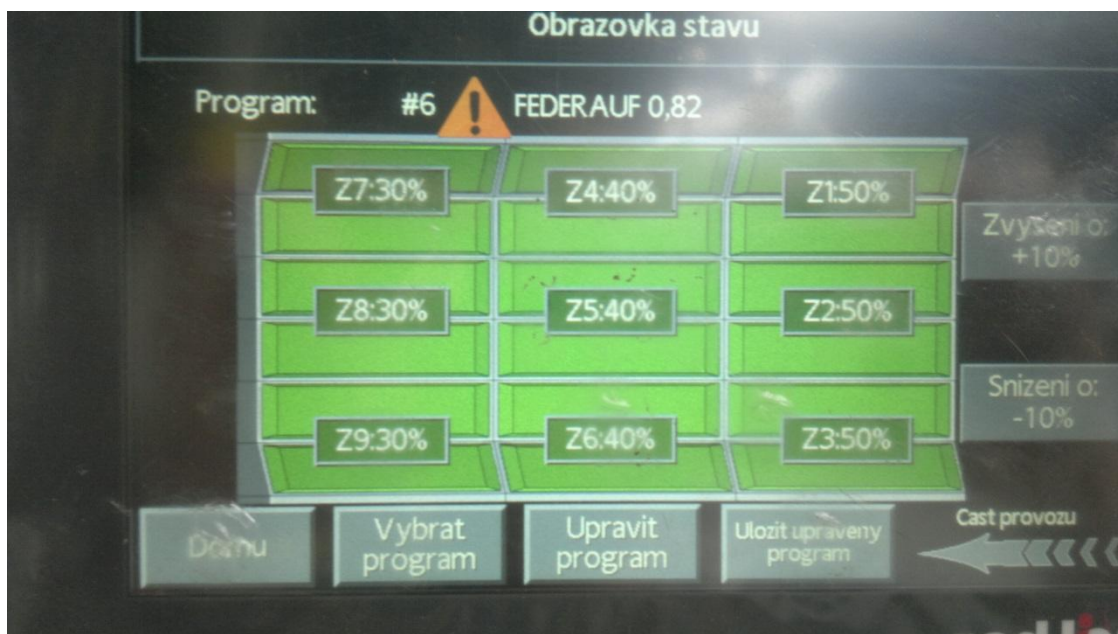 Obrazovka stavu
Program: #6 FEDERAUF 0,82
Z7:30% Z4:40% Z1:50%
Zvyseni o:
+10%
Z8:30% Z5:40% Z2:50%
Snizeni o:
-10%
Z9:30% Z6:40% Z3:50%
Domu
Vybrat
program
Upravit
program
Ulozit upraveny
program
Cast provozu